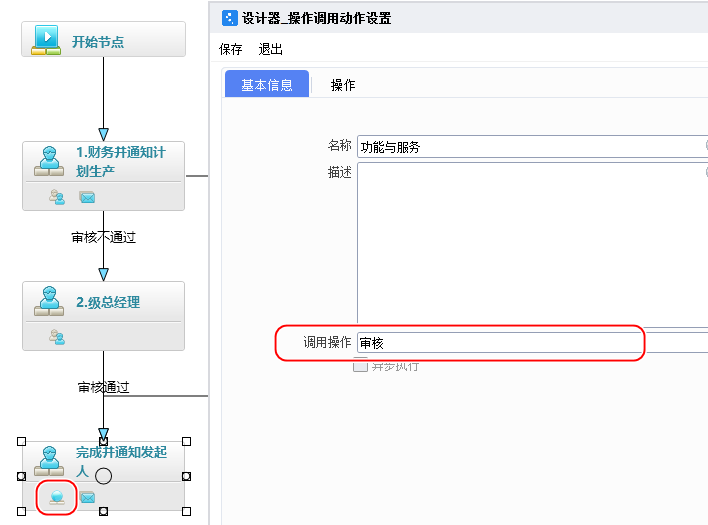 开始节点
1.财务并通知计
划生产
审核不通过
2.级总经理
审核通过
完成并通知发起
人
设计器_操作调用动作设置
保存 退出
基本信息 操作
名称 功能与服务
描述
调用操作 审核
异步执行